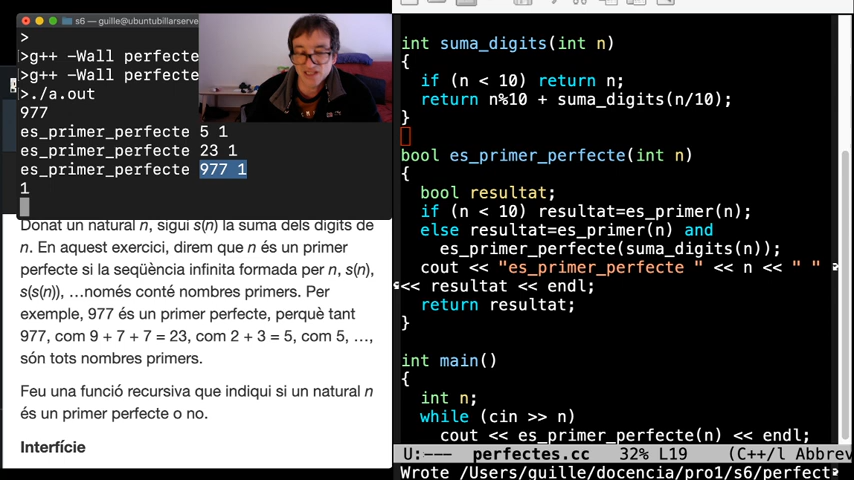 s6 — guille@ubuntubillarserve
>
>g++ -Wall perfecte
>g++ -Wall perfecte
>./a.out
977
es_primer_perfecte 5 1
es_primer_perfecte 23 1
es_primer_perfecte 977 1
1
Donat un natural n, sigui s(n) la suma dels dígits de
n. En aquest exercici, direm que n és un primer
perfecte si la seqüència infinita formada per n, s(n),
s(s(n)), …només conté nombres primers. Per
exemple, 977 és un primer perfecte, perquè tant
977, com 9 + 7 + 7 = 23, com 2 + 3 = 5, com 5, …,
són tots nombres primers.
Feu una funció recursiva que indiqui si un natural n
és un primer perfecte o no.
Interfície
int suma_digits(int n)
{
if (n < 10) return n;
return n%10 + suma_digits(n/10);
}
bool es_primer_perfecte(int n)
{
bool resultat;
if (n < 10) resultat=es_primer(n);
else resultat=es_primer(n) and
es_primer_perfecte(suma_digits(n));
cout << "es_primer_perfecte " << n << " "
<< resultat << endl;
return resultat;
}
int main()
{
int n;
while (cin >> n)
cout << es_primer_perfecte(n) << endl;
U:--- perfectes.cc 32% L19 (C++/l Abbrev
Wrote /Users/guille/docencia/pro1/s6/perfect